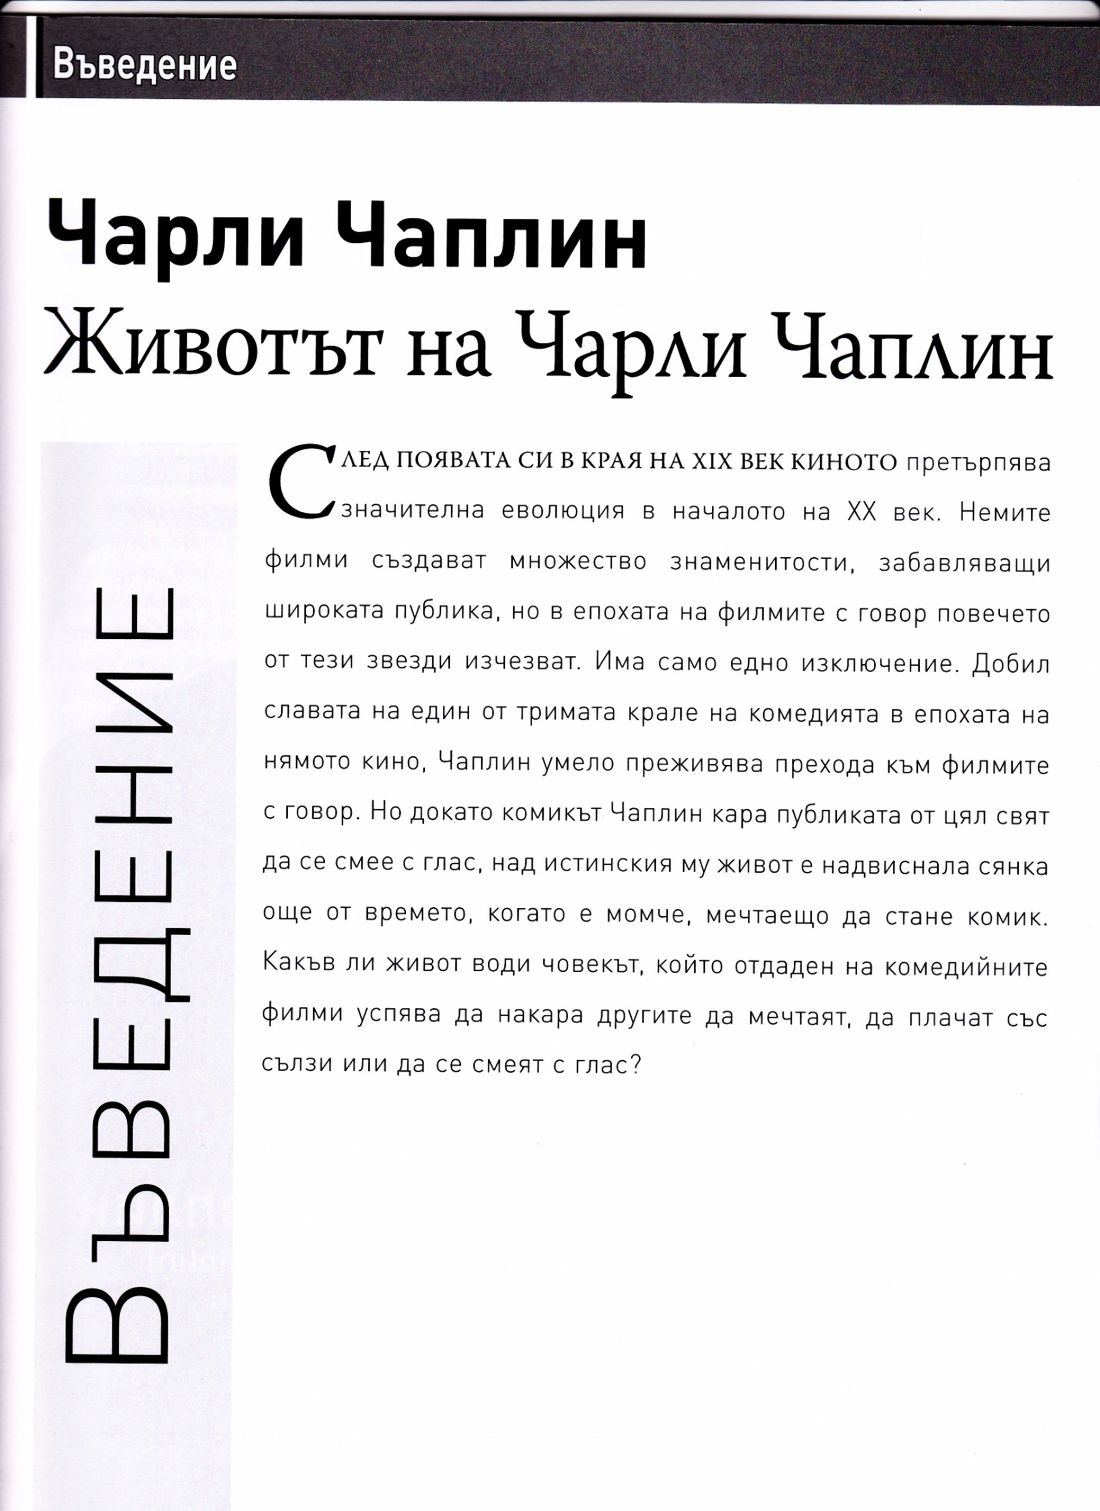 Въведение
Чарли Чаплин
Животът на Чарли Чаплин
ВЪВЕДЕНИЕ
СЛЕД ПОЯВАТА СИ В КРАЯ НА XIX ВЕК КИНОТО претърпява
значителна еволюция в началото на XX век. Немите
филми създават множество знаменитости, забавляващи
широката публика, но в епохата на филмите с говор повечето
от тези звезди изчезват. Има само едно изключение. Добил
славата на един от тримата крале на комедията в епохата на
нямото кино, Чаплин умело преживява прехода към филмите
с говор. Но докато комикът Чаплин кара публиката от цял свят
да се смее с глас, над истинския му живот е надвиснала сянка
още от времето, когато е момче, мечтаещо да стане комик.
Какъв ли живот води човекът, който отдаден на комедийните
филми успява да накара другите да мечтаят, да плачат със
сълзи или да се смеят с глас?